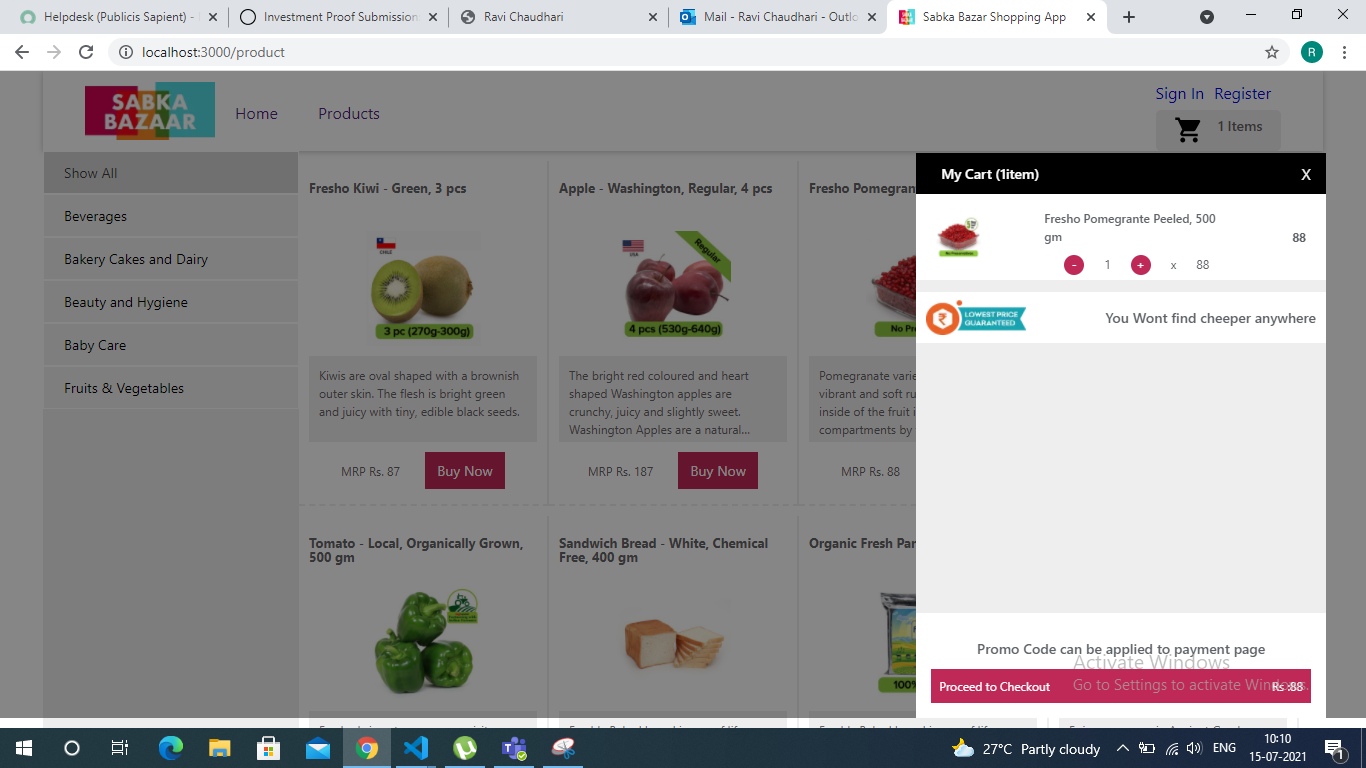 Helpdesk (Publicis Sapient) -
Investment Proof Submission
Ravi Chaudhari
Mail - Ravi Chaudhari - Outlo
Sabka Bazar Shopping App
localhost:3000/product
R
SABKA
BAZAAR
Home
Products
Sign In Register
1 Items
Show All
Beverages
Bakery Cakes and Dairy
Beauty and Hygiene
Baby Care
Fruits & Vegetables
Fresho Kiwi - Green, 3 pcs
CHILE
3 pc (270g-300g)
Kiwis are oval shaped with a brownish
outer skin. The flesh is bright green
and juicy with tiny, edible black seeds.
MRP Rs. 87
Buy Now
Apple - Washington, Regular, 4 pcs
USA
Regular
4 pcs (530g-640g)
The bright red coloured and heart
shaped Washington apples are
crunchy, juicy and slightly sweet.
Washington Apples are a natural...
MRP Rs. 187
Buy Now
Fresho Pomegran
No Pre
Pomegranate varie
vibrant and soft ru
inside of the fruit i
compartments by
MRP Rs. 88
Tomato - Local, Organically Grown,
500 gm
Sandwich Bread - White, Chemical
Free, 400 gm
Organic Fresh Pan
100%
My Cart (1item)
X
Fresho Pomegrante Peeled, 500
gm
88
- 1 + x 88
LOWEST PRICE
GUARANTEED
You Wont find cheeper anywhere
Promo Code can be applied to payment page
Proceed to Checkout
Rs :88
Activate Windows
Go to Settings to activate Windows.
27°C Partly cloudy
ENG
10:10
15-07-2021
1